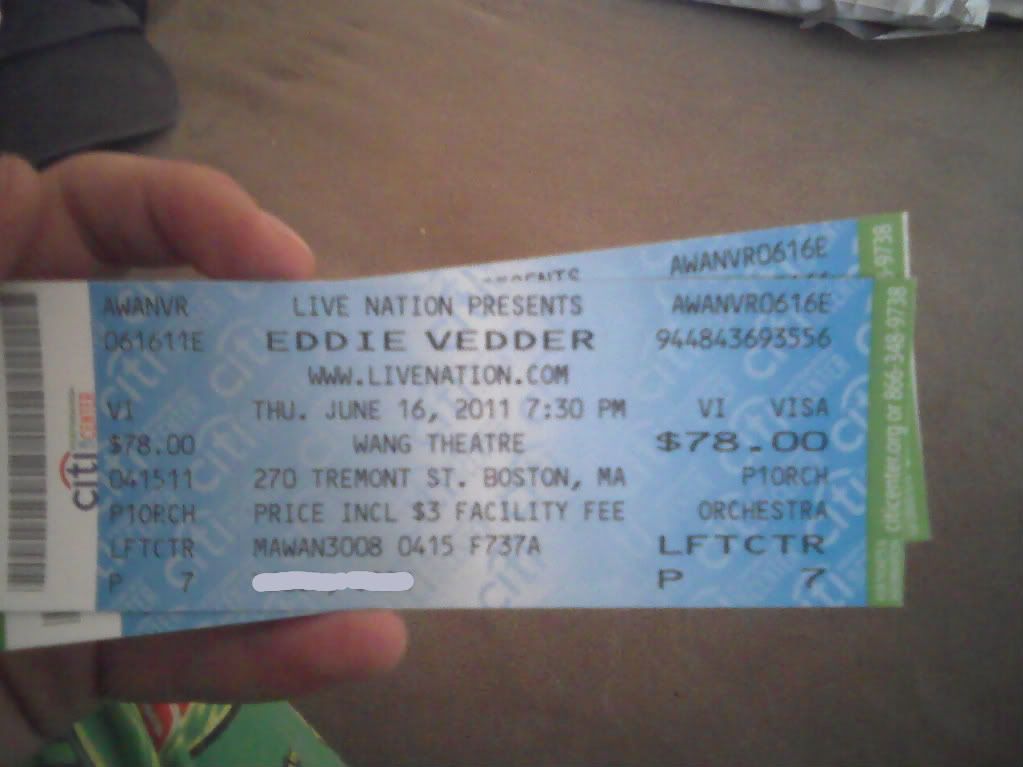 AWANVR0616E
AWANVR LIVE NATION PRESENTS AWANVR0616E
061611E EDDIE VEDDER 944843693556
WWW.LIVENATION.COM
VI THU. JUNE 16, 2011 7:30 PM VI VISA
$78.00 WANG THEATRE $78.00
041511 270 TREMONT ST. BOSTON, MA P1ORCH
P1ORCH PRICE INCL $3 FACILITY FEE ORCHESTRA
LFTCTR MAWAN3008 0415 F737A LFTCTR
P 7 P 7
citi
CENTER
citicenter.org or 866-348-9738
-9738